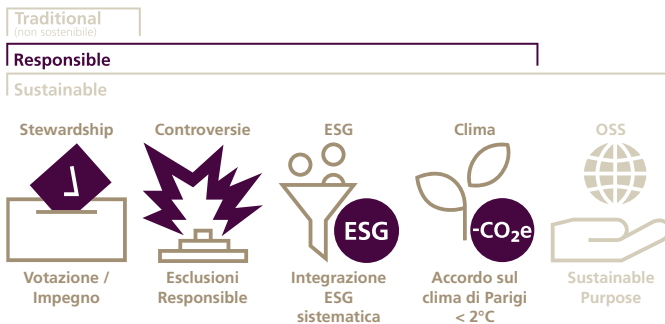 Traditional
(non sostenibile)
Responsible
Sustainable
Stewardship
Controversie
ESG
Clima
OSS
ESG
-CO₂e
Votazione /
Impegno
Esclusioni
Responsible
Integrazione
ESG
sistematica
Accordo sul
clima di Parigi
< 2°C
Sustainable
Purpose